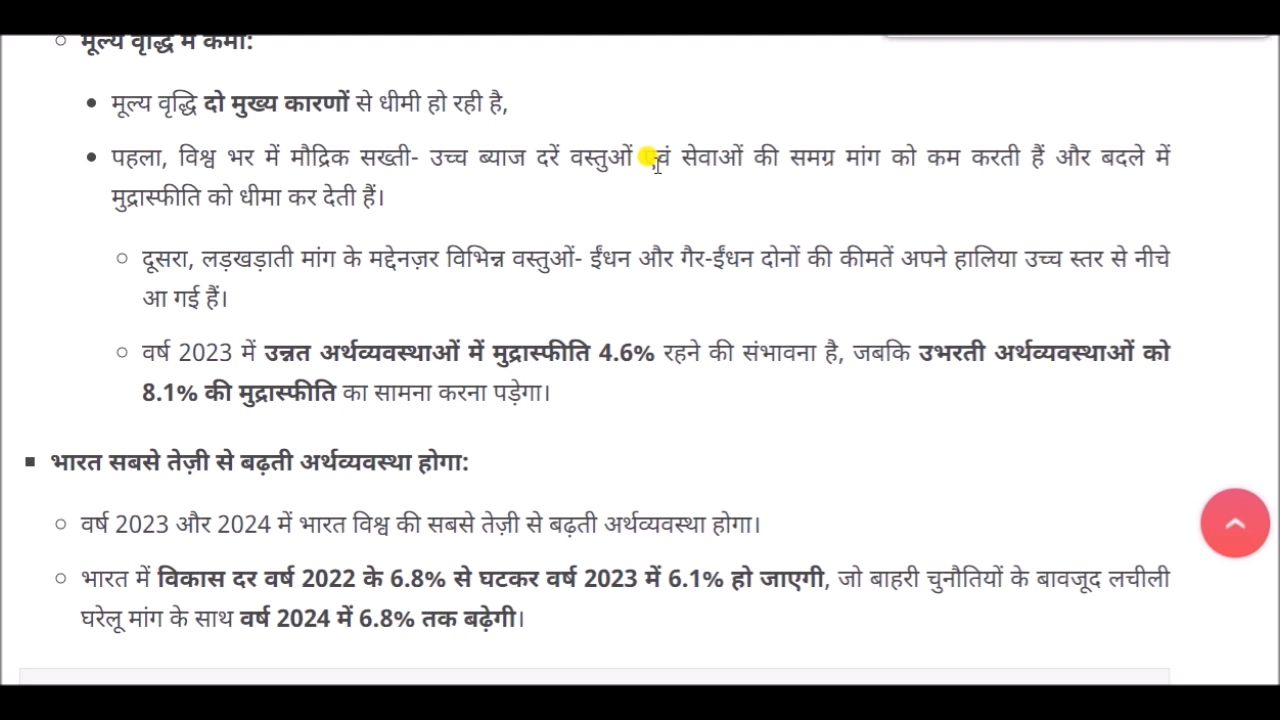 मूल्य वृद्धि में कमी:
मूल्य वृद्धि दो मुख्य कारणों से धीमी हो रही है,
पहला, विश्व भर में मौद्रिक सख्ती- उच्च ब्याज दरें वस्तुओं एवं सेवाओं की समग्र मांग को कम करती हैं और बदले में
मुद्रास्फीति को धीमा कर देती हैं।
दूसरा, लड़खड़ाती मांग के मद्देनज़र विभिन्न वस्तुओं- ईंधन और गैर-ईंधन दोनों की कीमतें अपने हालिया उच्च स्तर से नीचे
आ गई हैं।
वर्ष 2023 में उन्नत अर्थव्यवस्थाओं में मुद्रास्फीति 4.6% रहने की संभावना है, जबकि उभरती अर्थव्यवस्थाओं को
8.1% की मुद्रास्फीति का सामना करना पड़ेगा।
भारत सबसे तेज़ी से बढ़ती अर्थव्यवस्था होगा:
वर्ष 2023 और 2024 में भारत विश्व की सबसे तेज़ी से बढ़ती अर्थव्यवस्था होगा।
भारत में विकास दर वर्ष 2022 के 6.8% से घटकर वर्ष 2023 में 6.1% हो जाएगी, जो बाहरी चुनौतियों के बावजूद लचीली
घरेलू मांग के साथ वर्ष 2024 में 6.8% तक बढ़ेगी।